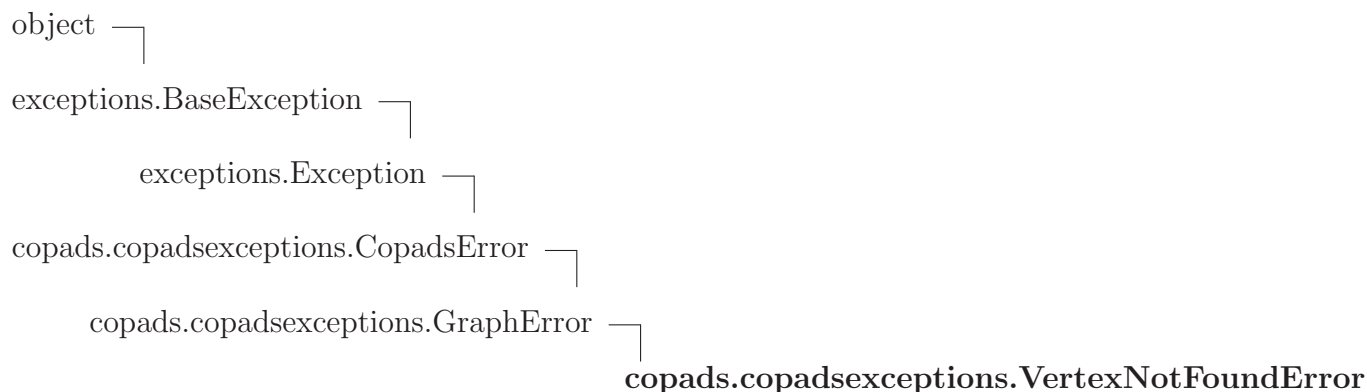 object
exceptions.BaseException
exceptions.Exception
copads.copadsexceptions.CopadsError
copads.copadsexceptions.GraphError
copads.copadsexceptions.VertexNotFoundError